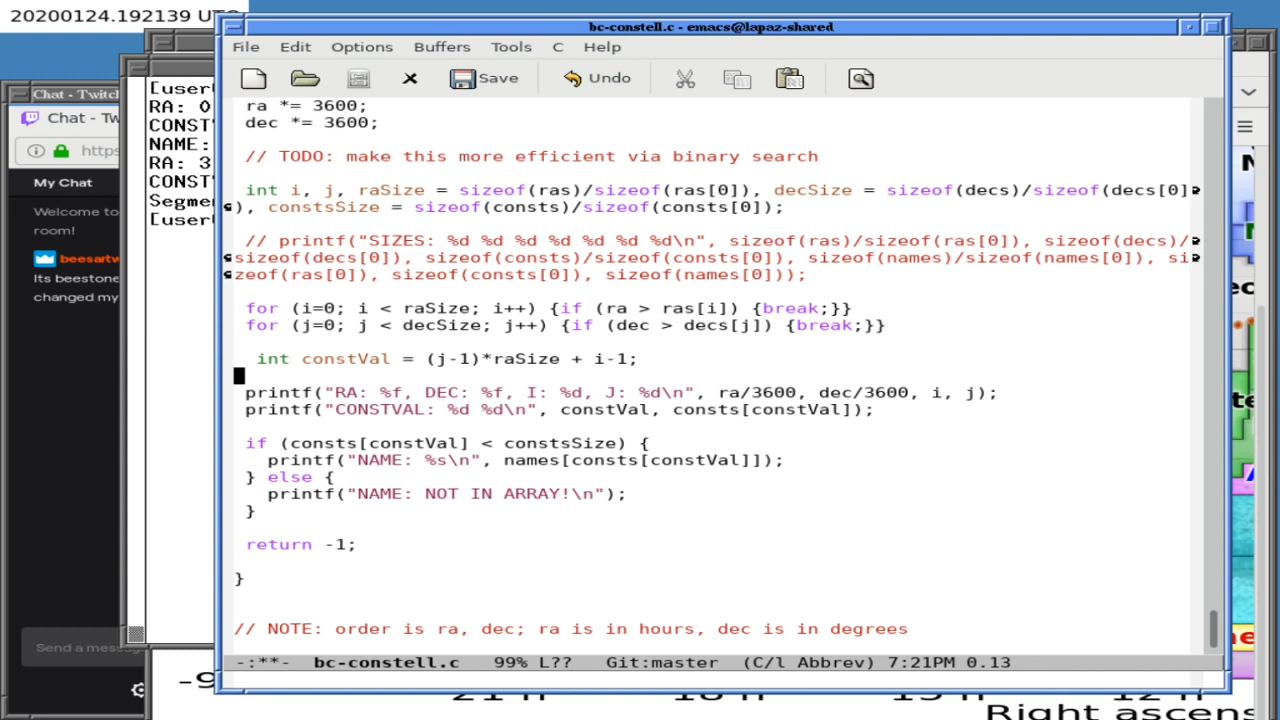 20200124.192139 UTC
bc-constell.c - emacs@lapaz-shared
File Edit Options Buffers Tools C Help
Save Undo
ra *= 3600;
dec *= 3600;
// TODO: make this more efficient via binary search
int i, j, raSize = sizeof(ras)/sizeof(ras[0]), decSize = sizeof(decs)/sizeof(decs[0]
), constsSize = sizeof(consts)/sizeof(consts[0]);
// printf("SIZES: %d %d %d %d %d %d %d\n", sizeof(ras)/sizeof(ras[0]), sizeof(decs)/
sizeof(decs[0]), sizeof(consts)/sizeof(consts[0]), sizeof(names)/sizeof(names[0]), si
zeof(ras[0]), sizeof(consts[0]), sizeof(names[0]));
for (i=0; i < raSize; i++) {if (ra > ras[i]) {break;}}
for (j=0; j < decSize; j++) {if (dec > decs[j]) {break;}}
int constVal = (j-1)*raSize + i-1;
printf("RA: %f, DEC: %f, I: %d, J: %d\n", ra/3600, dec/3600, i, j);
printf("CONSTVAL: %d %d\n", constVal, consts[constVal]);
if (consts[constVal] < constsSize) {
printf("NAME: %s\n", names[consts[constVal]]);
} else {
printf("NAME: NOT IN ARRAY!\n");
}
return -1;
}
// NOTE: order is ra, dec; ra is in hours, dec is in degrees
-:**- bc-constell.c 99% L?? Git:master (C/l Abbrev) 7:21PM 0.13
[user
RA: 0
CONST
NAME:
RA: 3
CONST
Segme
[user
Chat - Twitch
Chat - Tw
https
My Chat
Welcome to
room!
beesartw
Its beestone
changed my
Send a mess
-9
Right ascens